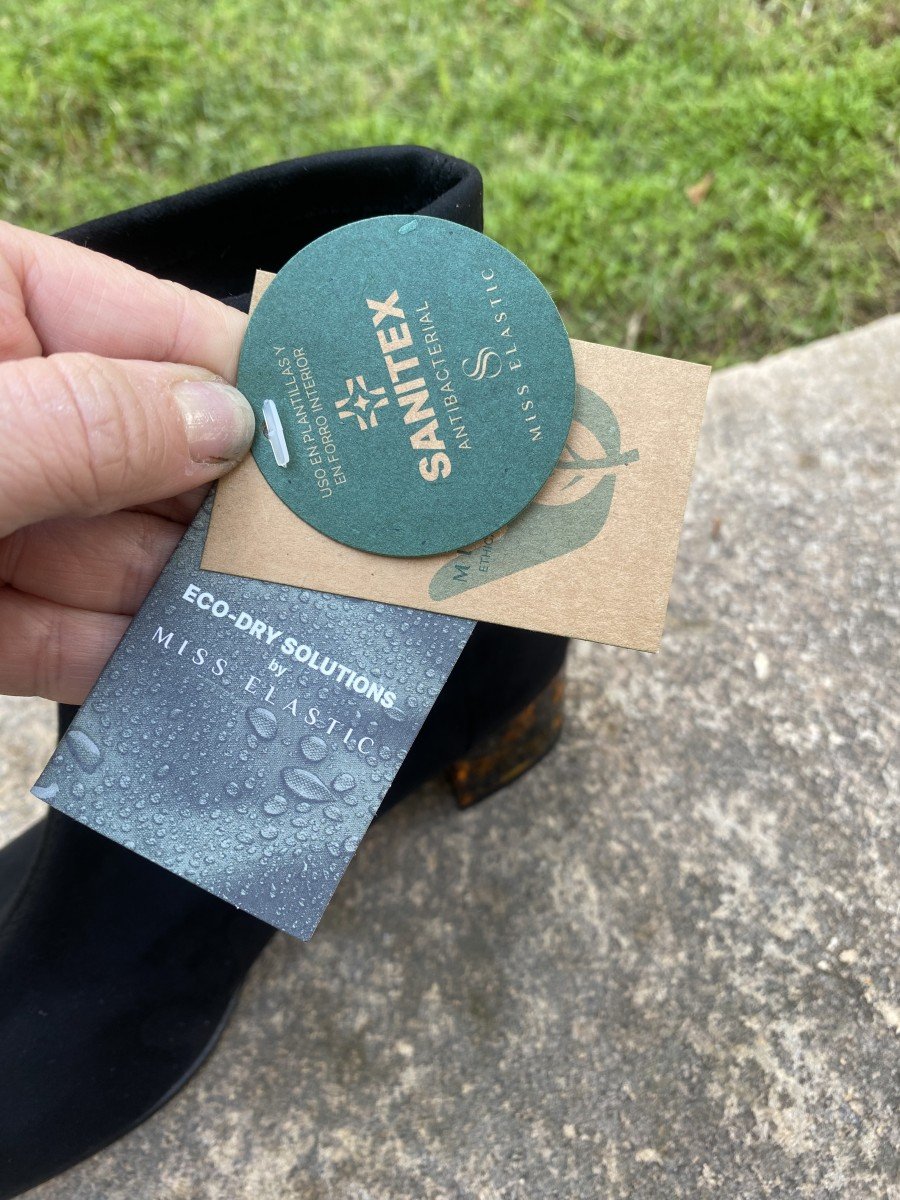 USO EN PLANTILLAS Y
EN FORRO INTERIOR
SANITEX
ANTIBACTERIAL
MISS ELASTIC
ECO-DRY SOLUTIONS
by
MISS ELASTIC